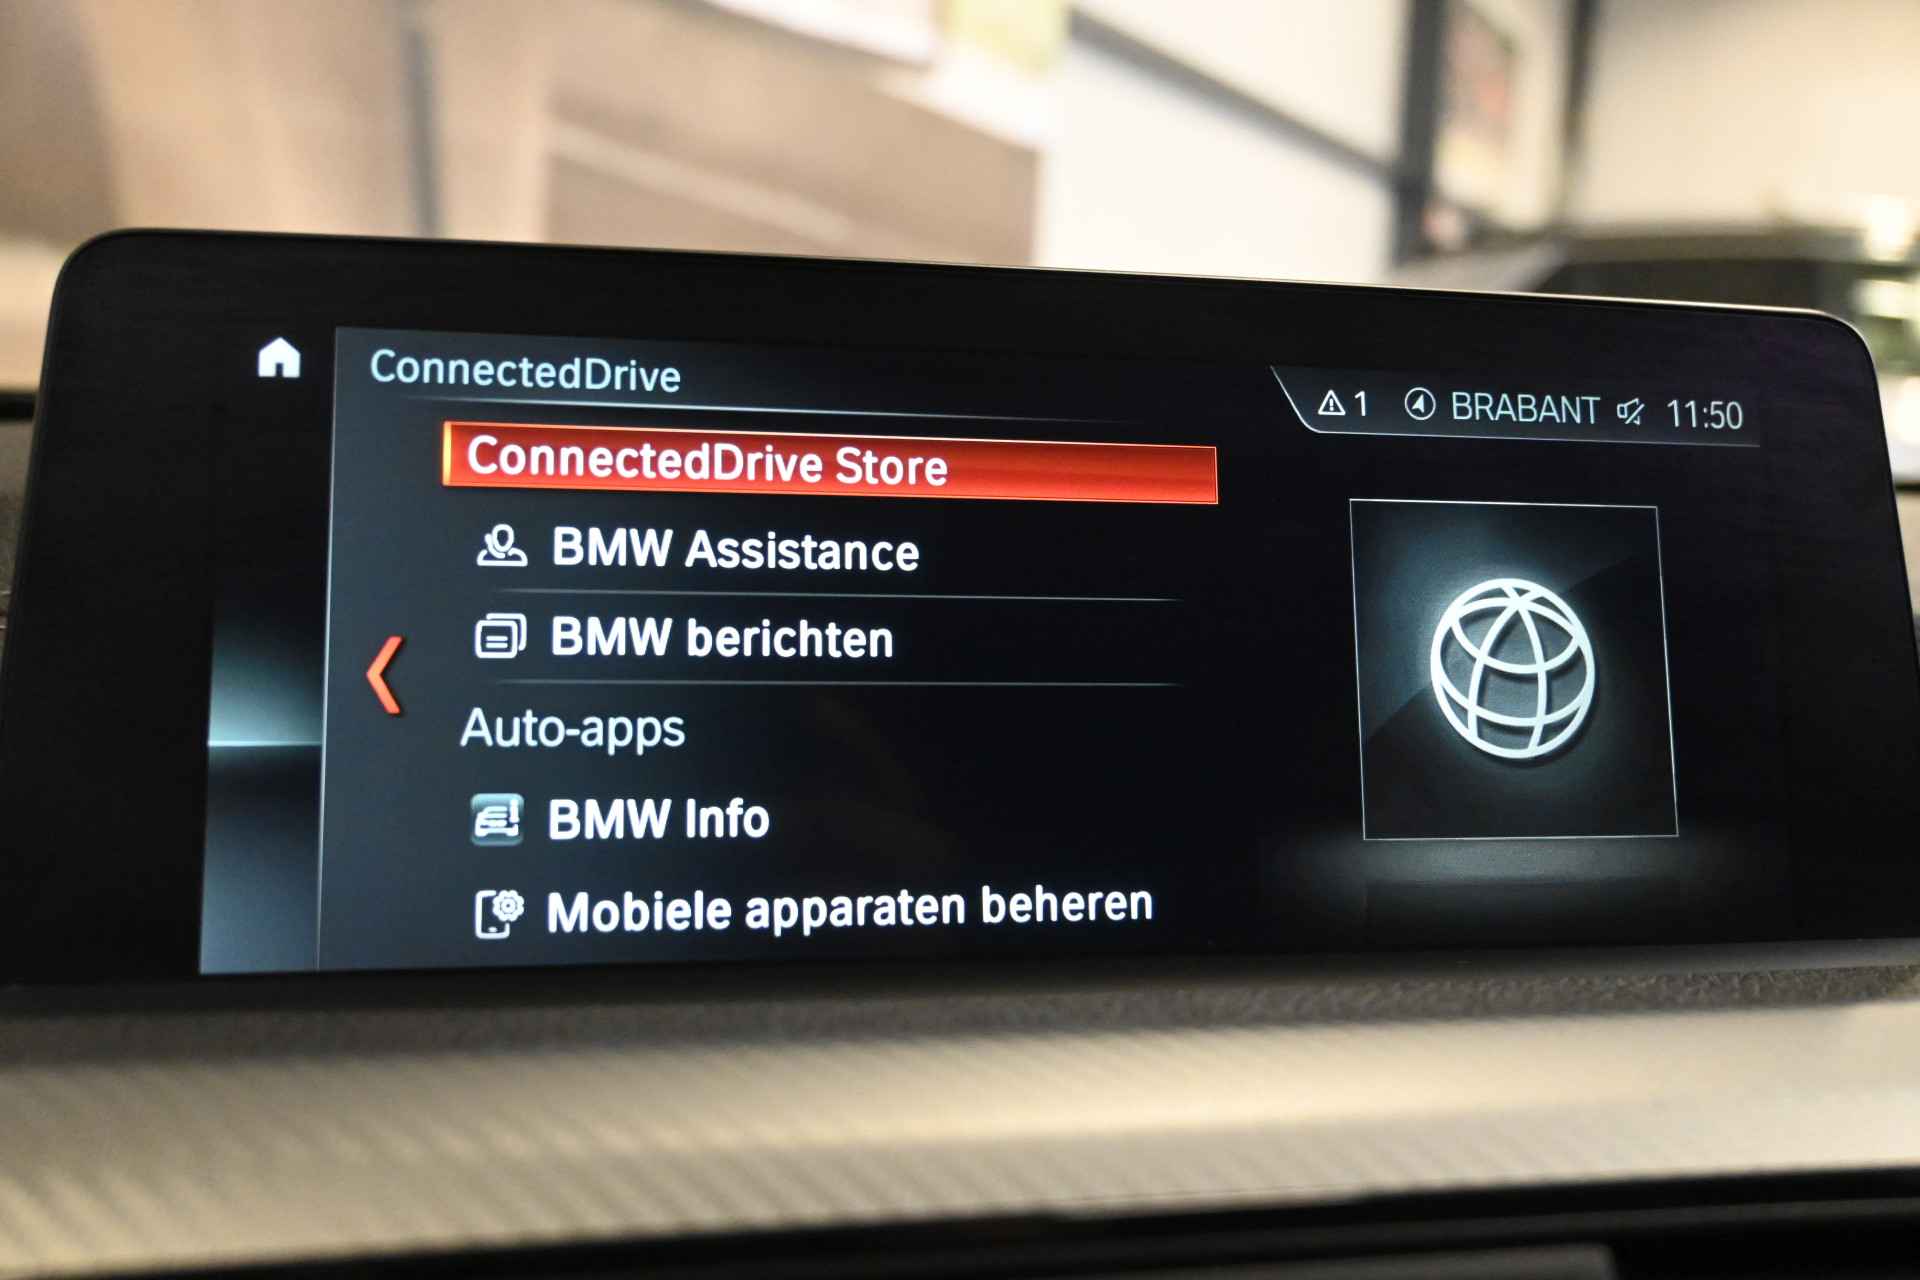 ConnectedDrive
1 BRABANT 11:50
ConnectedDrive Store
BMW Assistance
BMW berichten
Auto-apps
BMW Info
Mobiele apparaten beheren